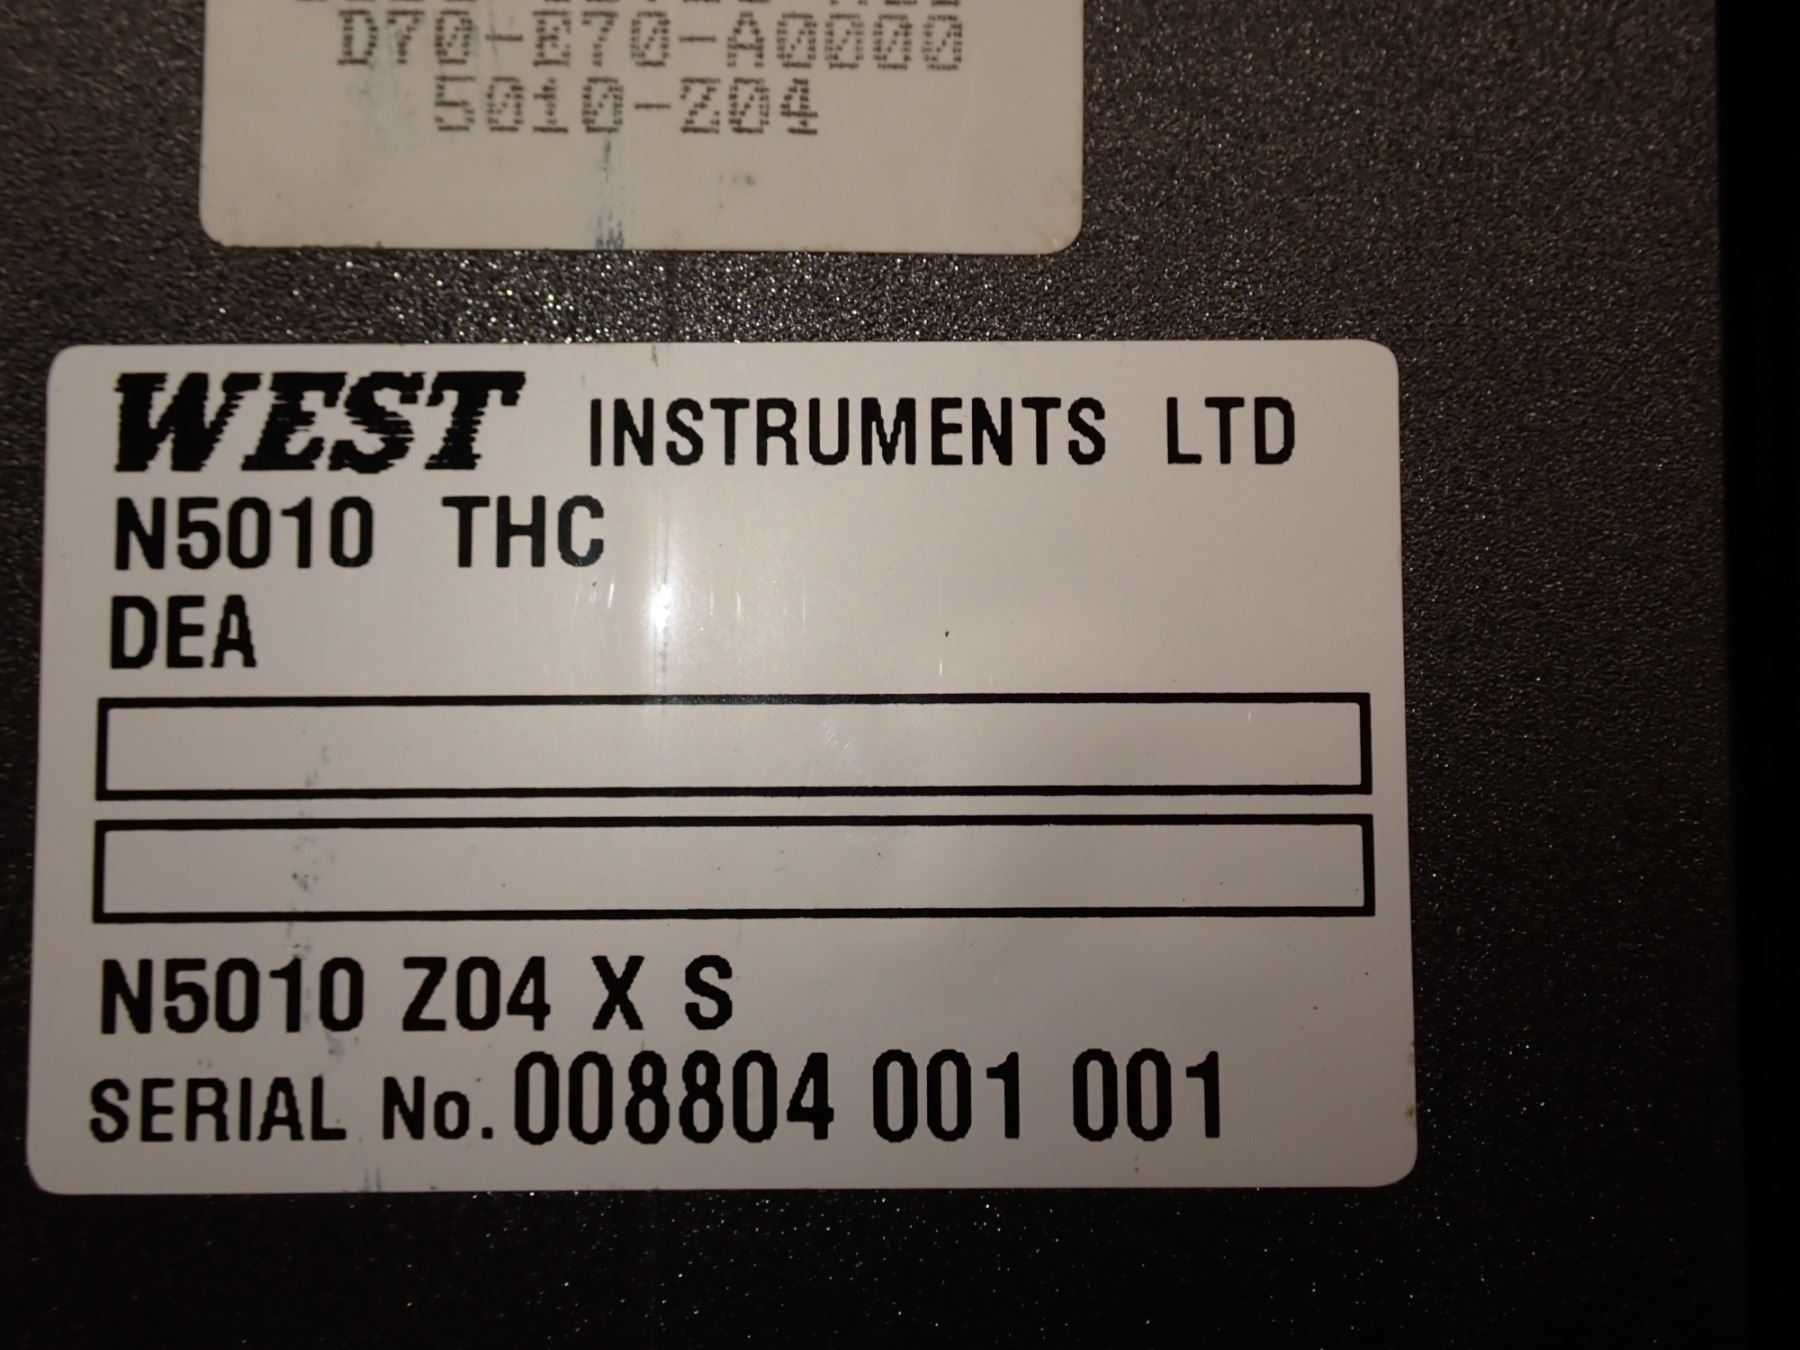 D70-E70-A0000
5010-Z04
WEST INSTRUMENTS LTD
N5010 THC
DEA
N5010 Z04 X S
SERIAL No. 008804 001 001